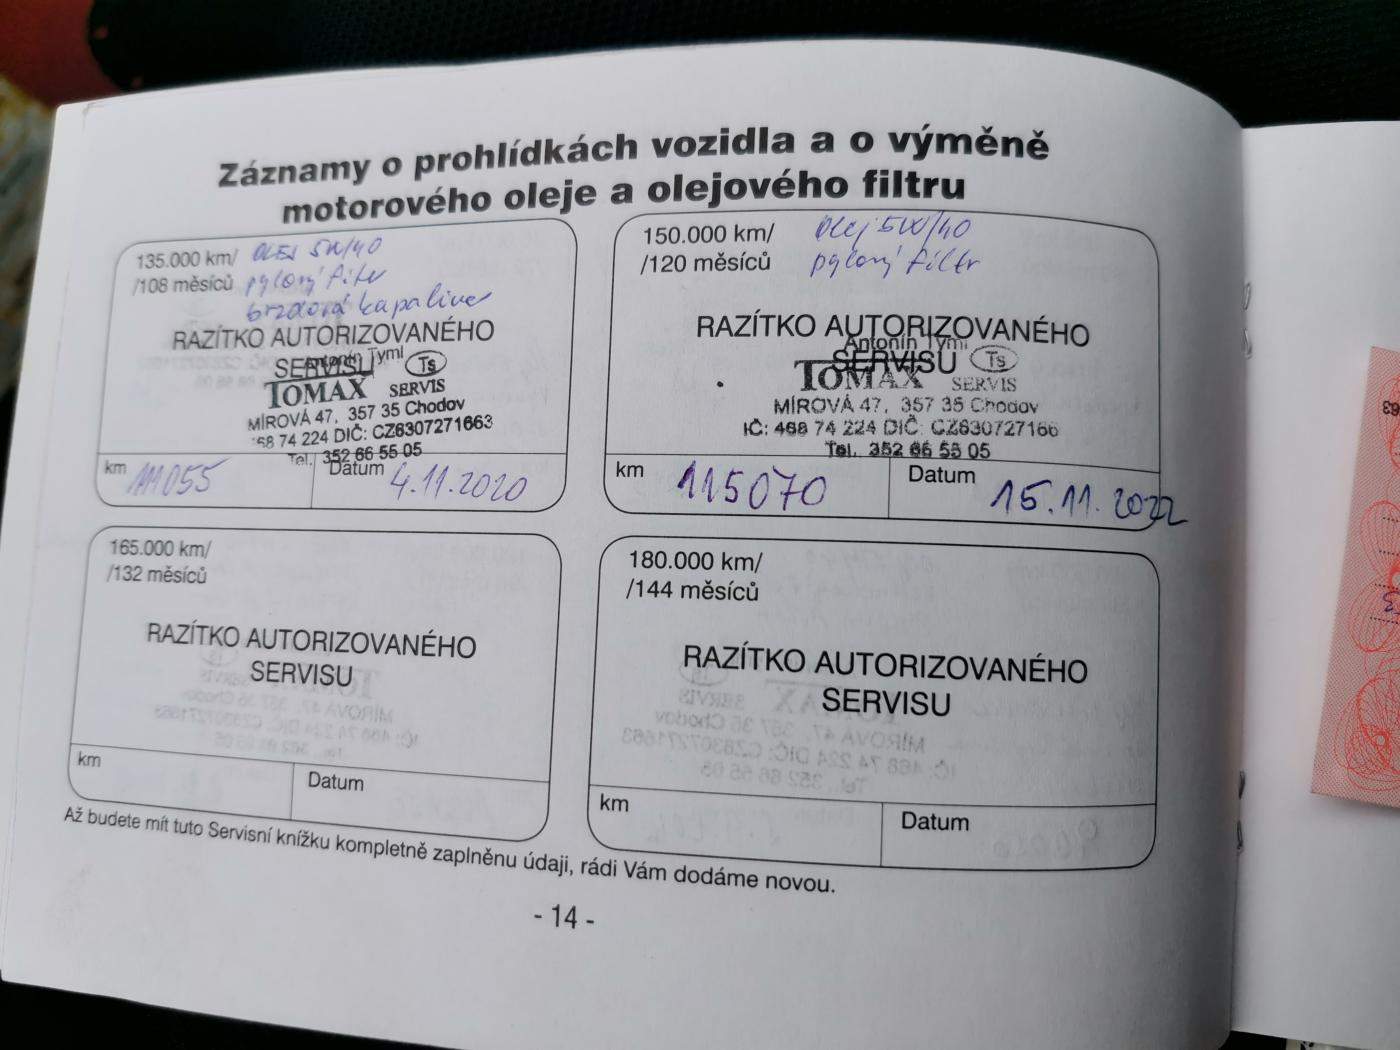 Záznamy o prohlídkách vozidla a o výměně
motorového oleje a olejového filtru
135.000 km/ OLEJ 5W/40
/108 měsíců pylový filtr
brzdová kapalina
RAZÍTKO AUTORIZOVANÉHO
SERVISU
Antonín Tyml
Ts
TOMAX SERVIS
MÍROVÁ 47, 357 35 Chodov
468 74 224 DIČ: CZ6307271663
Tel. 352 66 55 05
km 111055
Datum 4.11.2020
150.000 km/ Olej 5W/40
/120 měsíců pylový filtr
RAZÍTKO AUTORIZOVANÉHO
SERVISU
Antonín Tyml
Ts
TOMAX SERVIS
MÍROVÁ 47, 357 35 Chodov
IČ: 468 74 224 DIČ: CZ630727166
Tel. 352 66 55 05
km 115070
Datum 15.11.2022
165.000 km/
/132 měsíců
RAZÍTKO AUTORIZOVANÉHO
SERVISU
km
Datum
180.000 km/
/144 měsíců
RAZÍTKO AUTORIZOVANÉHO
SERVISU
km
Datum
Až budete mít tuto Servisní knížku kompletně zaplněnu údaji, rádi Vám dodáme novou.
- 14 -